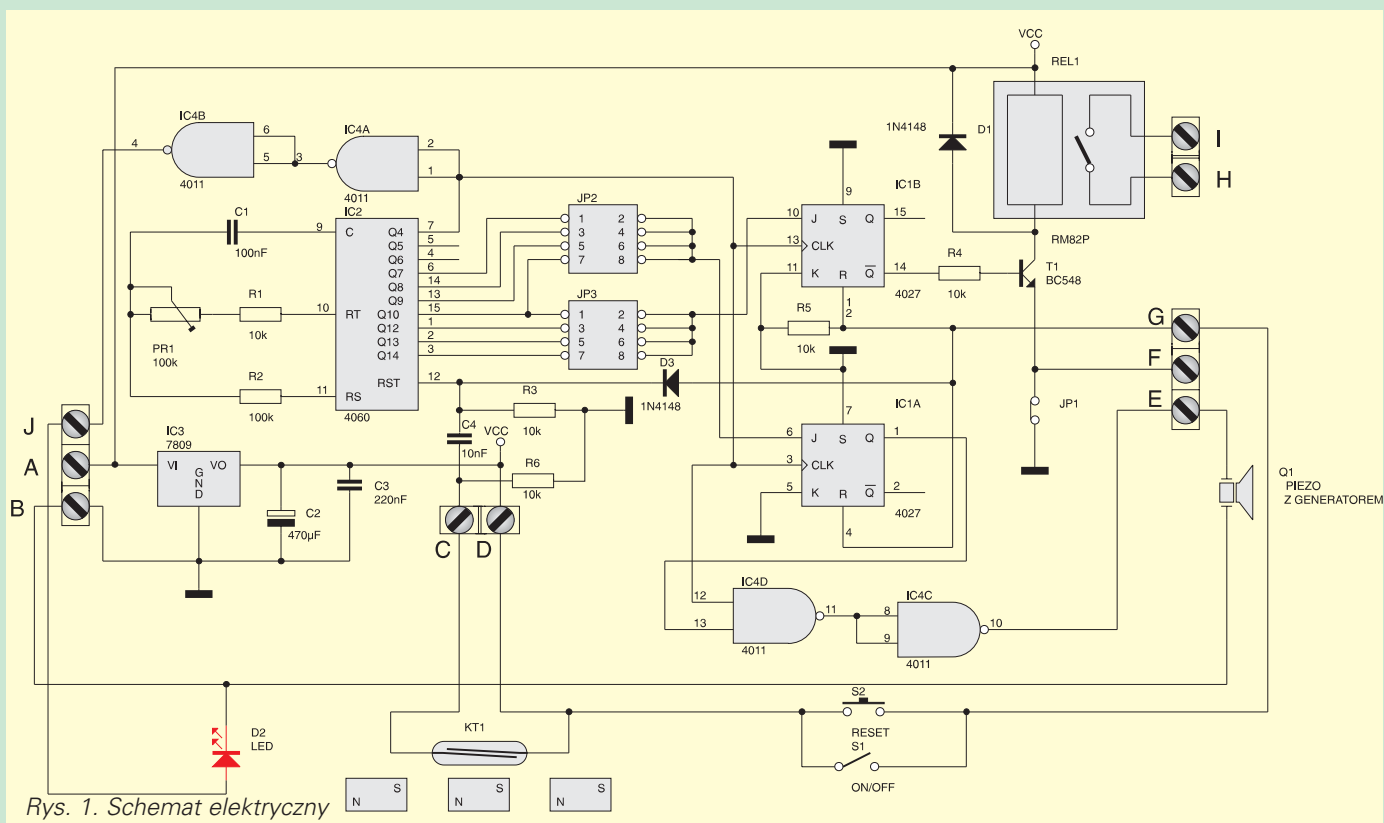 VCC
REL1
IC4B
4
6
5
4011
IC4A
3
2
1
4011
1N4148
D1
I
H
RM82P
C1
100nF
IC2
9 C
10 RT
11 RS
Q4 7
Q5 5
Q6 4
Q7 6
Q8 14
Q9 13
Q10 15
Q12 1
Q13 2
Q14 3
RST 12
4060
PR1
100k
R1
10k
R2
100k
JP2
1 2
3 4
5 6
7 8
JP3
1 2
3 4
5 6
7 8
9
IC1B
10 J S Q 15
13 CLK
11 K R Q 14
1
2
4027
R4
10k
T1
BC548
R5
10k
D3
1N4148
R3
10k
C4
10nF
VCC
R6
10k
7
IC1A
6 J S Q 1
3 CLK
5 K R Q 2
4
4027
G
F
E
JP1
Q1
PIEZO
Z GENERATOREM
J
A
B
IC3
7809
VI GND VO
C2
470µF
C3
220nF
C D
IC4D
12
13
11
4011
IC4C
8
9
10
4011
S2
RESET
S1
ON/OFF
D2
LED
KT1
N S
N S
N S
Rys. 1. Schemat elektryczny